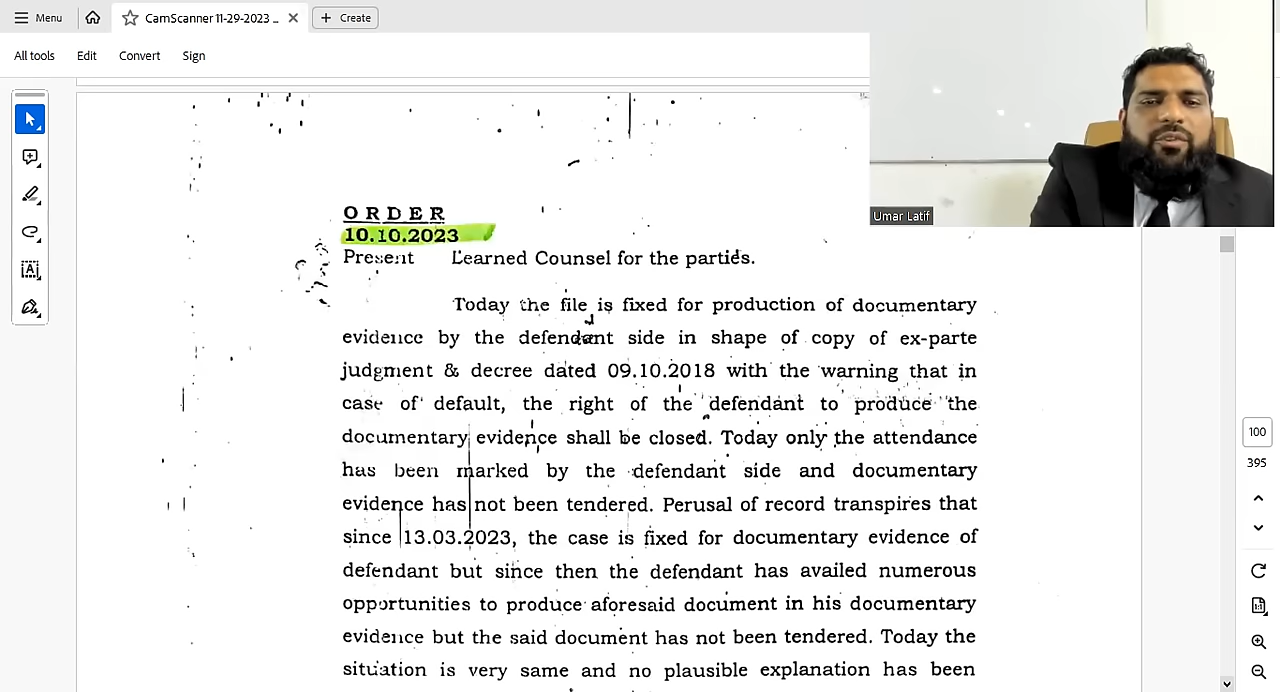 Menu
CamScanner 11-29-2023 ...
Create
All tools
Edit
Convert
Sign
Umar Latif
ORDER
10.10.2023
Present Learned Counsel for the parties.
Today the file is fixed for production of documentary
evidence by the defendant side in shape of copy of ex-parte
judgment & decree dated 09.10.2018 with the warning that in
case of default, the right of the defendant to produce the
documentary evidence shall be closed. Today only the attendance
has been marked by the defendant side and documentary
evidence has not been tendered. Perusal of record transpires that
since 13.03.2023, the case is fixed for documentary evidence of
defendant but since then the defendant has availed numerous
opportunities to produce aforesaid document in his documentary
evidence but the said document has not been tendered. Today the
situation is very same and no plausible explanation has been
100
395